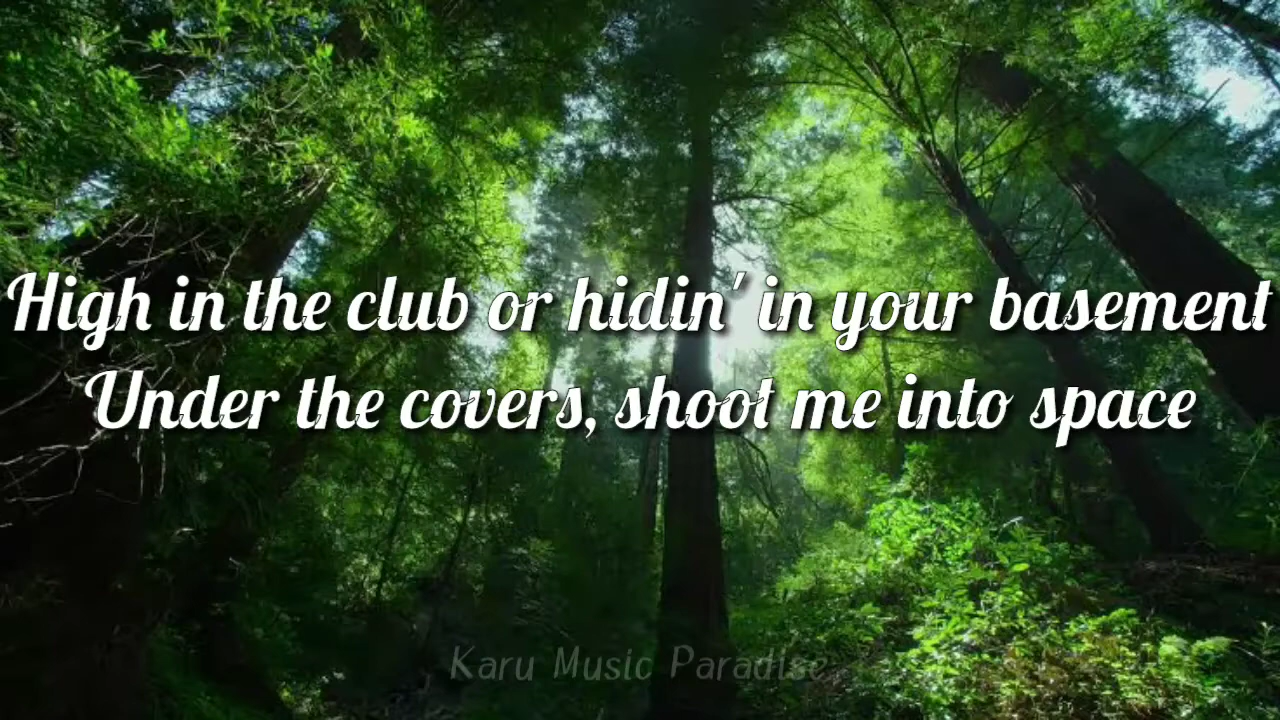 High in the club or hidin' in your basement
Under the covers, shoot me into space
Karu Music Paradise